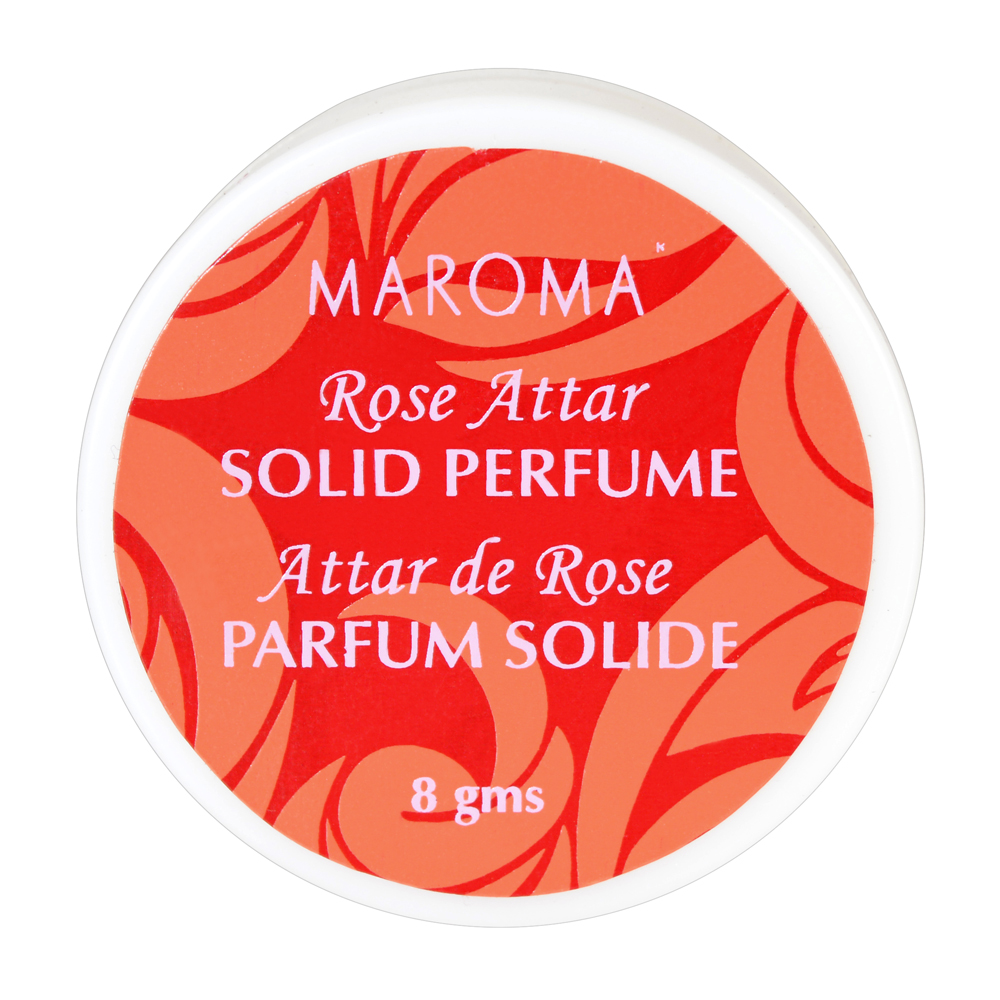 MAROMA
Rose Attar
SOLID PERFUME
Attar de Rose
PARFUM SOLIDE
8 gms